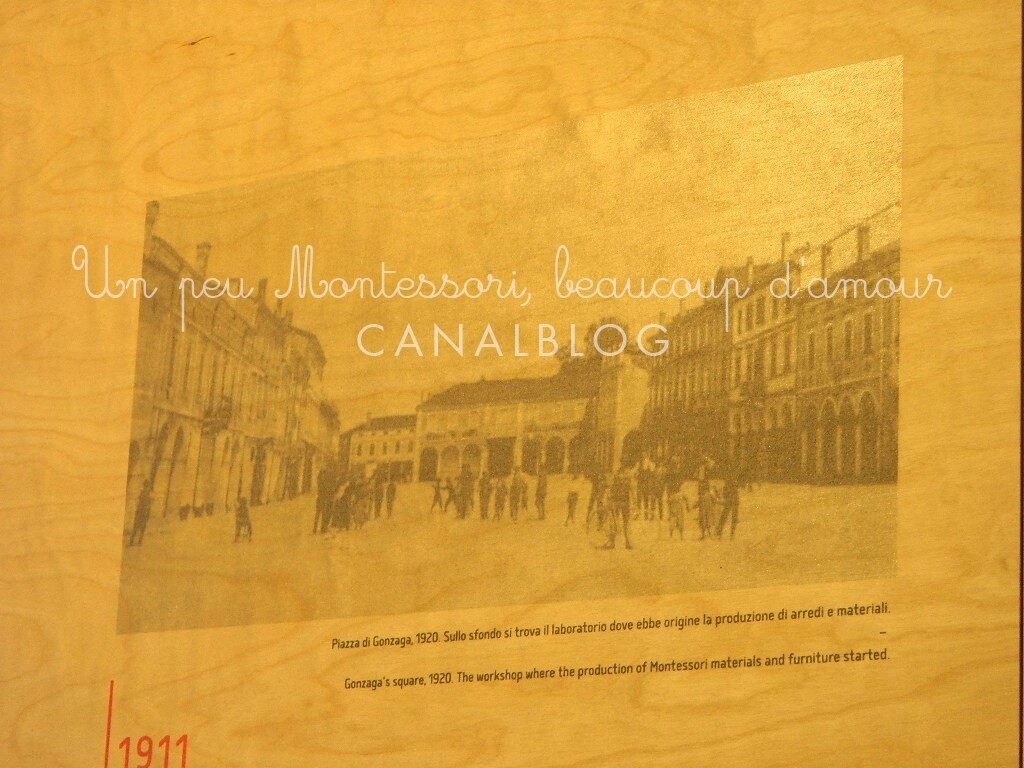 Un peu Montessori, beaucoup d'amour
CANALBLOG
Piazza di Gonzaga, 1920. Sullo sfondo si trova il laboratorio dove ebbe origine la produzione di arredi e materiali.
–
Gonzaga's square, 1920. The workshop where the production of Montessori materials and furniture started.
1911